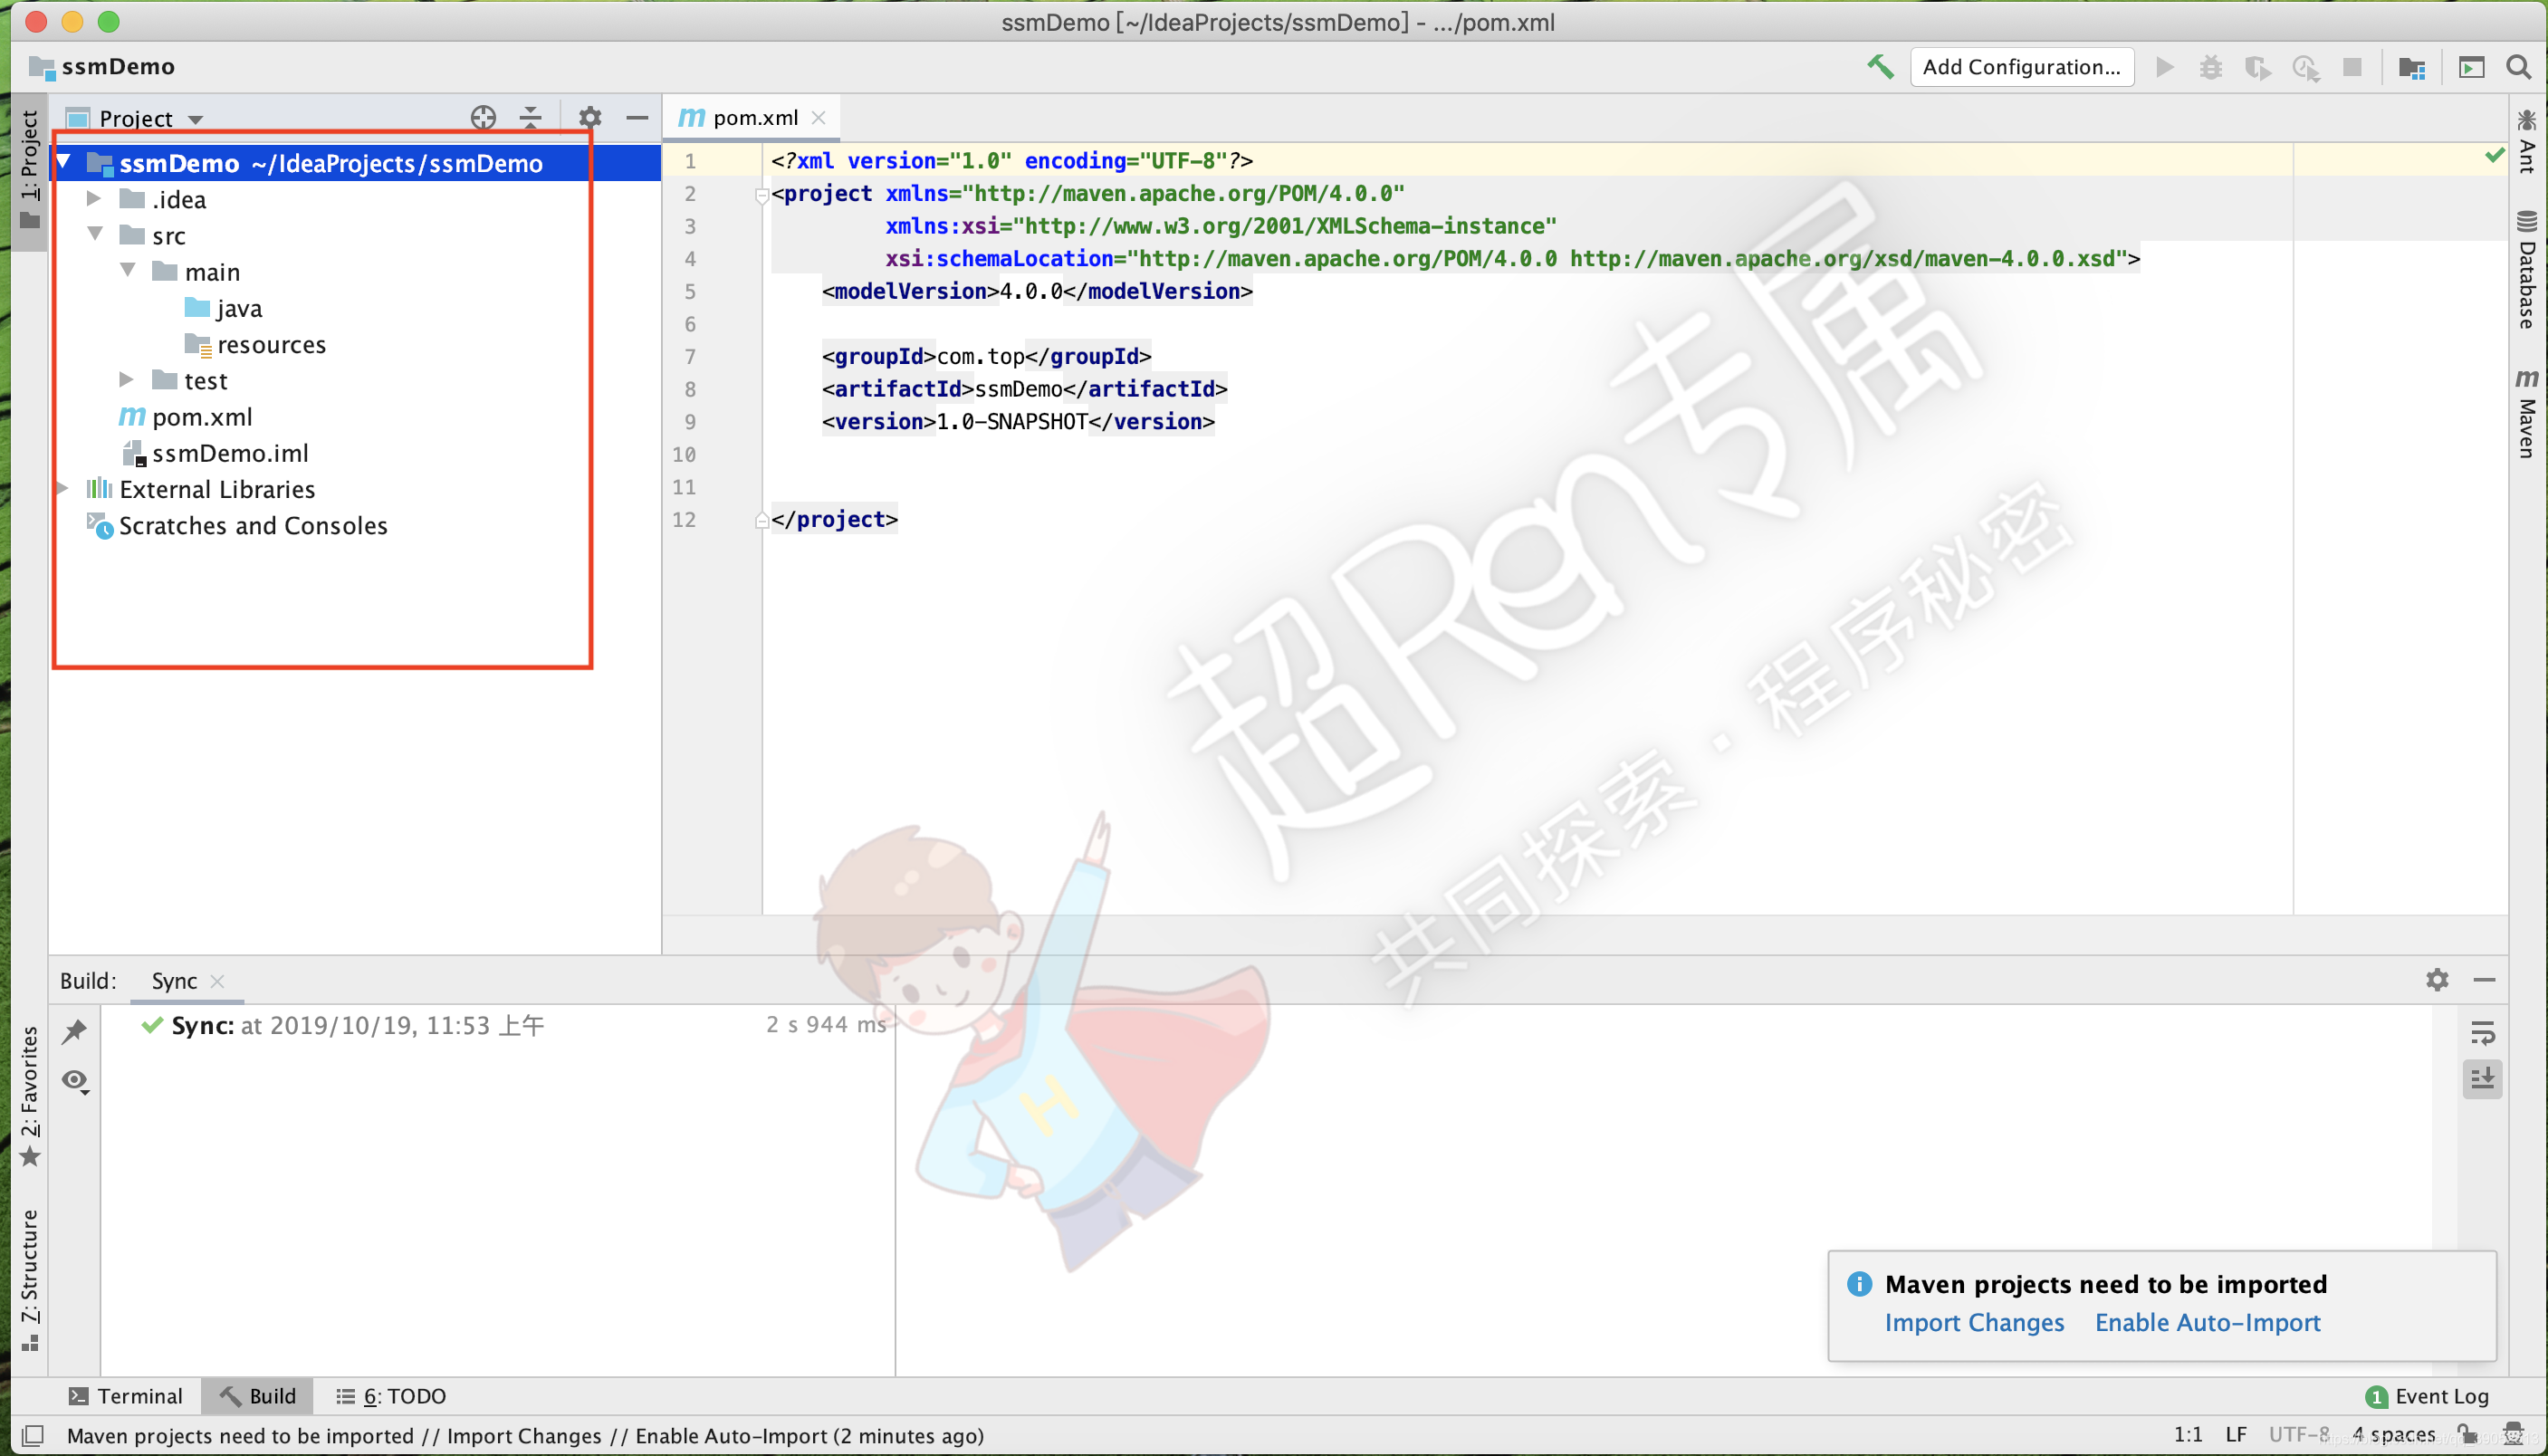 ssmDemo [~/IdeaProjects/ssmDemo] - .../pom.xml
ssmDemo
Add Configuration...
1: Project
Project
ssmDemo ~/IdeaProjects/ssmDemo
.idea
src
main
java
resources
test
pom.xml
ssmDemo.iml
External Libraries
Scratches and Consoles
pom.xml
1 <?xml version="1.0" encoding="UTF-8"?>
2 <project xmlns="http://maven.apache.org/POM/4.0.0"
3 xmlns:xsi="http://www.w3.org/2001/XMLSchema-instance"
4 xsi:schemaLocation="http://maven.apache.org/POM/4.0.0 http://maven.apache.org/xsd/maven-4.0.0.xsd">
5 <modelVersion>4.0.0</modelVersion>
6
7 <groupId>com.top</groupId>
8 <artifactId>ssmDemo</artifactId>
9 <version>1.0-SNAPSHOT</version>
10
11
12 </project>
Ant
Database
Maven
超Ren专属
共同探索·程序秘密
H
Build:
Sync
Sync: at 2019/10/19, 11:53 上午
2 s 944 ms
2: Favorites
7: Structure
Maven projects need to be imported
Import Changes Enable Auto-Import
Terminal
Build
6: TODO
1 Event Log
Maven projects need to be imported // Import Changes // Enable Auto-Import (2 minutes ago)
1:1 LF UTF-8 4 spaces